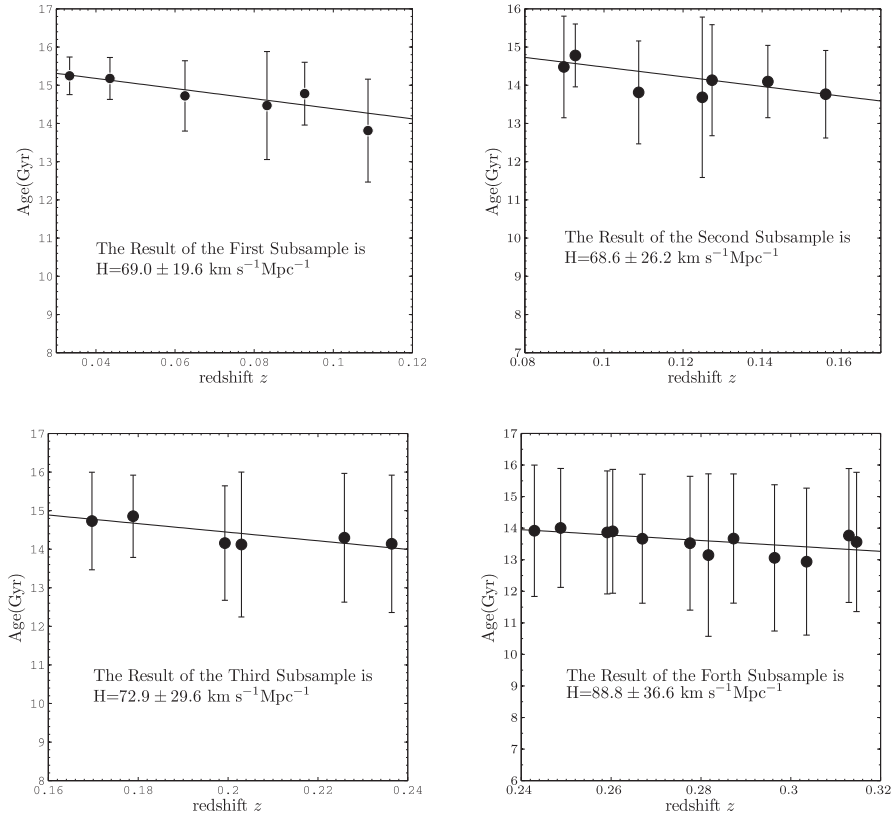 17
16
15
14
13
12
11
10
9
8
Age(Gyr)
The Result of the First Subsample is
H=69.0 ± 19.6 km s⁻¹Mpc⁻¹
0.04 0.06 0.08 0.1 0.12
redshift z
16
15
14
13
12
11
10
9
8
7
Age(Gyr)
The Result of the Second Subsample is
H=68.6 ± 26.2 km s⁻¹Mpc⁻¹
0.08 0.1 0.12 0.14 0.16
redshift z
17
16
15
14
13
12
11
10
9
8
Age(Gyr)
The Result of the Third Subsample is
H=72.9 ± 29.6 km s⁻¹Mpc⁻¹
0.16 0.18 0.2 0.22 0.24
redshift z
17
16
15
14
13
12
11
10
9
8
7
6
Age(Gyr)
The Result of the Forth Subsample is
H=88.8 ± 36.6 km s⁻¹Mpc⁻¹
0.24 0.26 0.28 0.3 0.32
redshift z